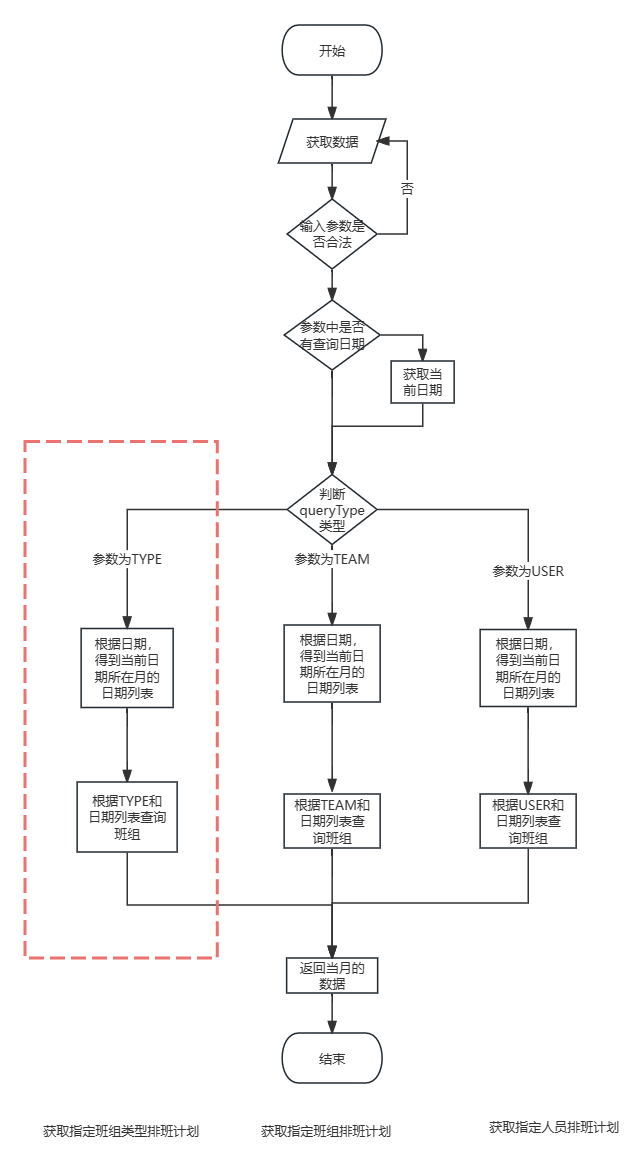 开始
获取数据
否
输入参数是
否合法
参数中是否
有查询日期
获取当
前日期
判断
queryType
类型
参数为TYPE
参数为TEAM
参数为USER
根据日期，
得到当前日
期所在月的
日期列表
根据日期，
得到当前日
期所在月的
日期列表
根据日期，
得到当前日
期所在月的
日期列表
根据TYPE和
日期列表查询
班组
根据TEAM和
日期列表查
询班组
根据USER和
日期列表查
询班组
返回当月的
数据
结束
获取指定班组类型排班计划
获取指定班组排班计划
获取指定人员排班计划